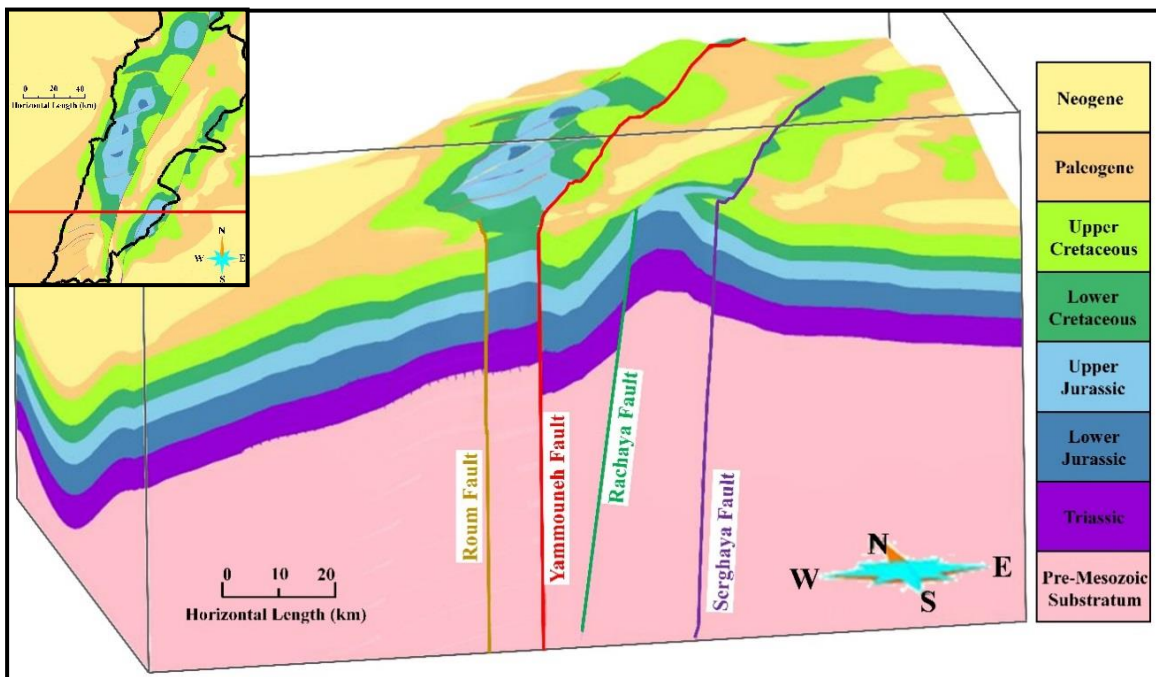 0 20 40
Horizontal Length (km)
N
W E
S
Neogene
Paleogene
Upper
Cretaceous
Lower
Cretaceous
Upper
Jurassic
Lower
Jurassic
Triassic
Pre-Mesozoic
Substratum
Roum Fault
Yammouneh Fault
Rachaya Fault
Serghaya Fault
0 10 20
Horizontal Length (km)
N
W E
S